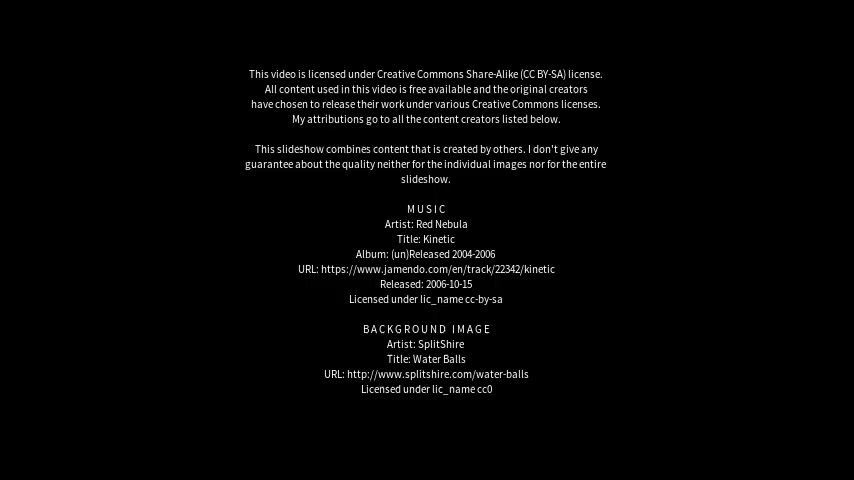 This video is licensed under Creative Commons Share-Alike (CC BY-SA) license.
All content used in this video is free available and the original creators
have chosen to release their work under various Creative Commons licenses.
My attributions go to all the content creators listed below.
This slideshow combines content that is created by others. I don't give any
guarantee about the quality neither for the individual images nor for the entire
slideshow.
MUSIC
Artist: Red Nebula
Title: Kinetic
Album: (un)Released 2004-2006
URL: https://www.jamendo.com/en/track/22342/kinetic
Released: 2006-10-15
Licensed under lic_name cc-by-sa
BACKGROUND IMAGE
Artist: SplitShire
Title: Water Balls
URL: http://www.splitshire.com/water-balls
Licensed under lic_name cc0